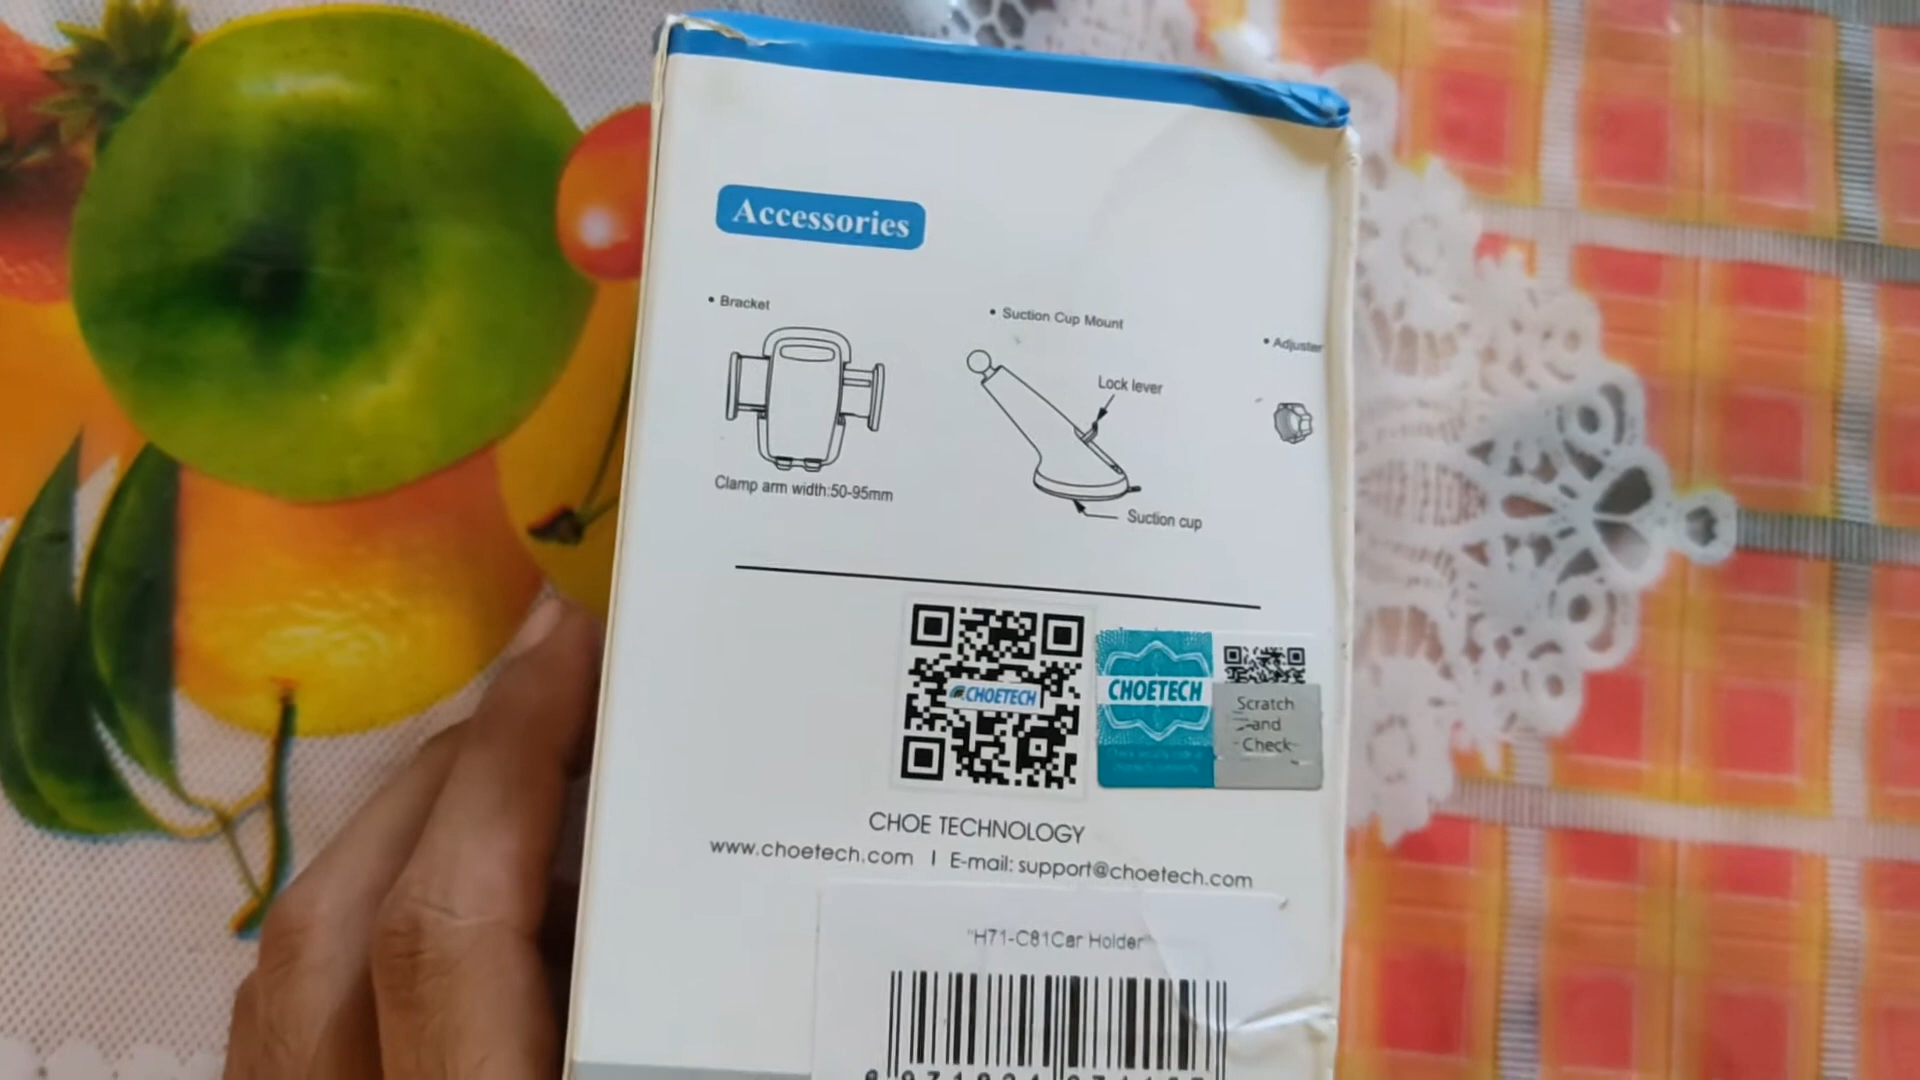 Accessories
• Bracket
• Suction Cup Mount
• Adjuster
Lock lever
Clamp arm width:50-95mm
Suction cup
CHOETECH
CHOETECH
Scratch
and
Check
CHOE TECHNOLOGY
www.choetech.com I E-mail: support@choetech.com
"H71-C81Car Holder"